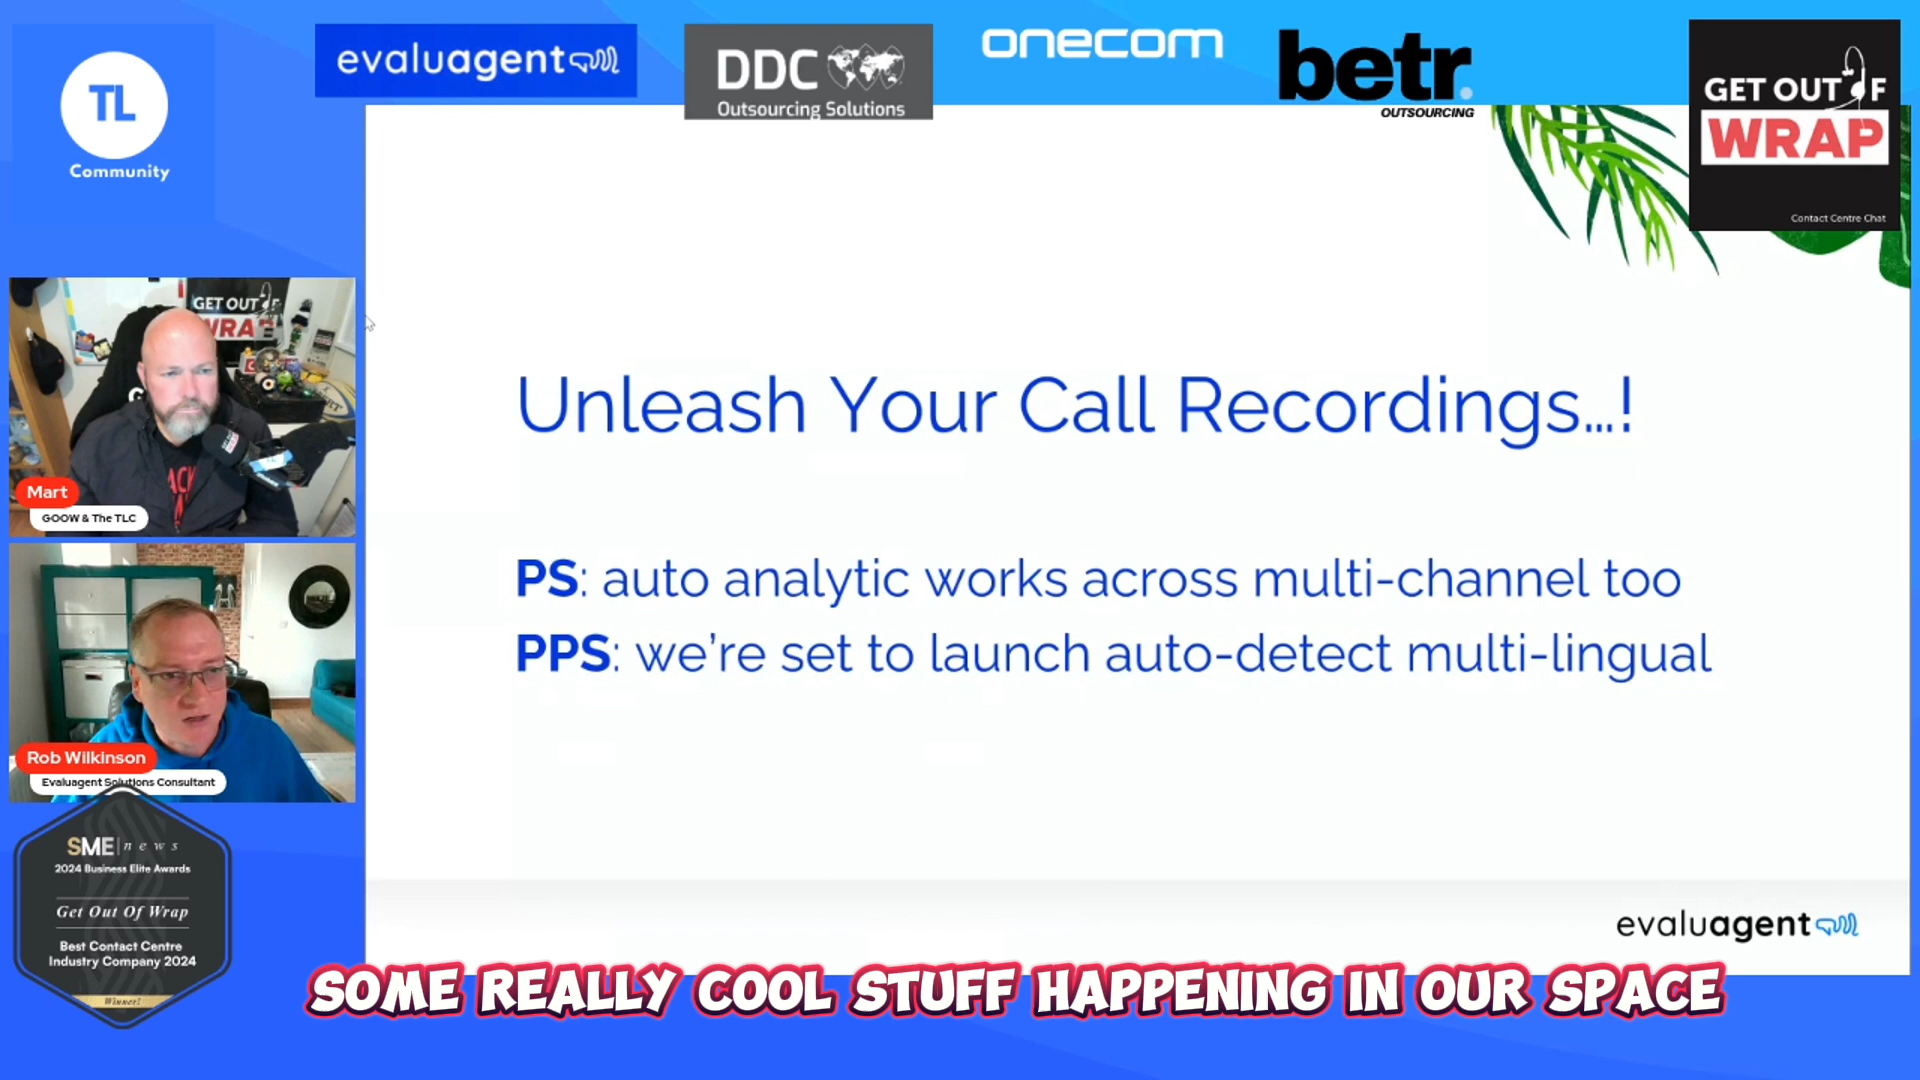 TL
Community
evaluagent
DDC
Outsourcing Solutions
onecom
betr.
OUTSOURCING
GET OUT OF
WRAP
Contact Centre Chat
GET OUT OF
WRAP
Mart
GOOW & The TLC
Rob Wilkinson
Evaluagent Solutions Consultant
SME news
2024 Business Elite Awards
Get Out Of Wrap
Best Contact Centre
Industry Company 2024
Winner!
Unleash Your Call Recordings...!
PS: auto analytic works across multi-channel too
PPS: we're set to launch auto-detect multi-lingual
evaluagent
SOME REALLY COOL STUFF HAPPENING IN OUR SPACE